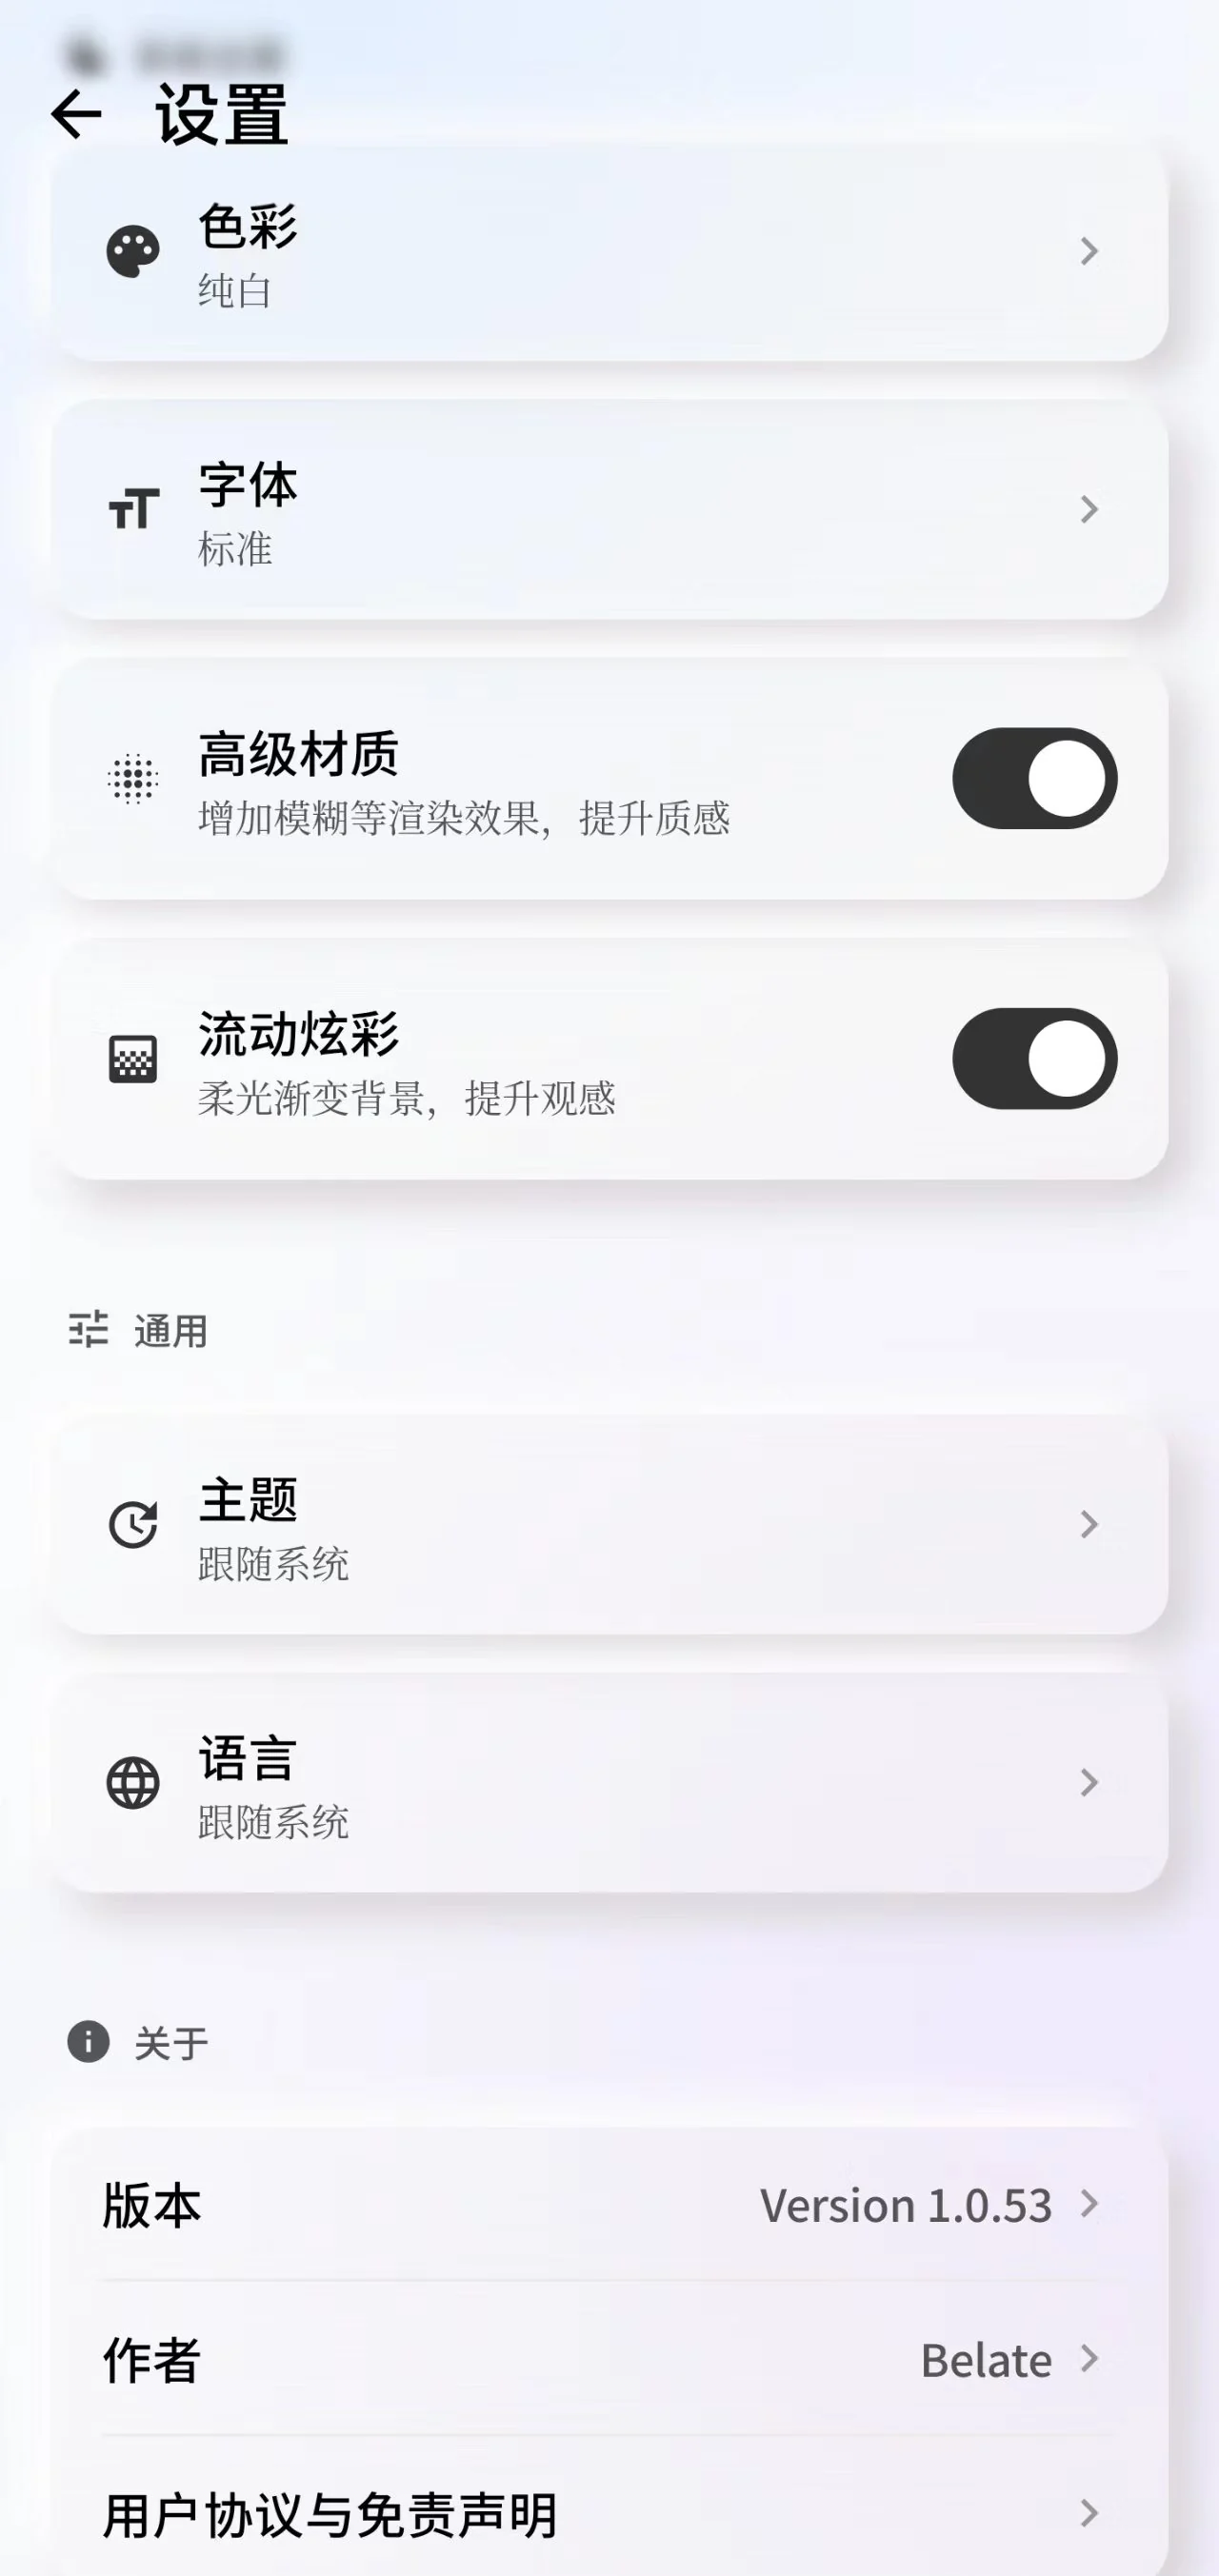 设置
色彩
纯白
字体
标准
高级材质
增加模糊等渲染效果，提升质感
流动炫彩
柔光渐变背景，提升观感
通用
主题
跟随系统
语言
跟随系统
关于
版本 Version 1.0.53
作者 Belate
用户协议与免责声明